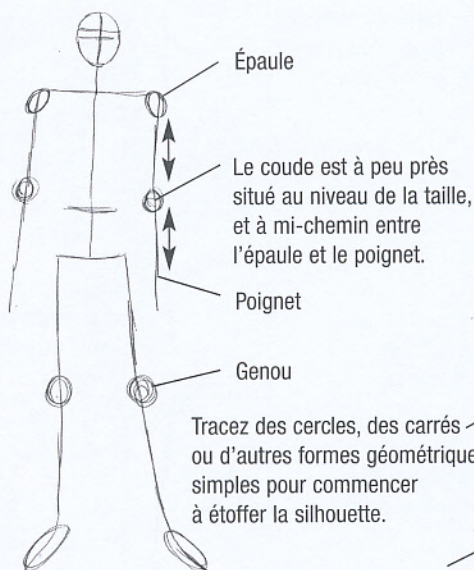 Épaule
Le coude est à peu près
situé au niveau de la taille,
et à mi-chemin entre
l'épaule et le poignet.
Poignet
Genou
Tracez des cercles, des carrés
ou d'autres formes géométrique
simples pour commencer
à étoffer la silhouette.